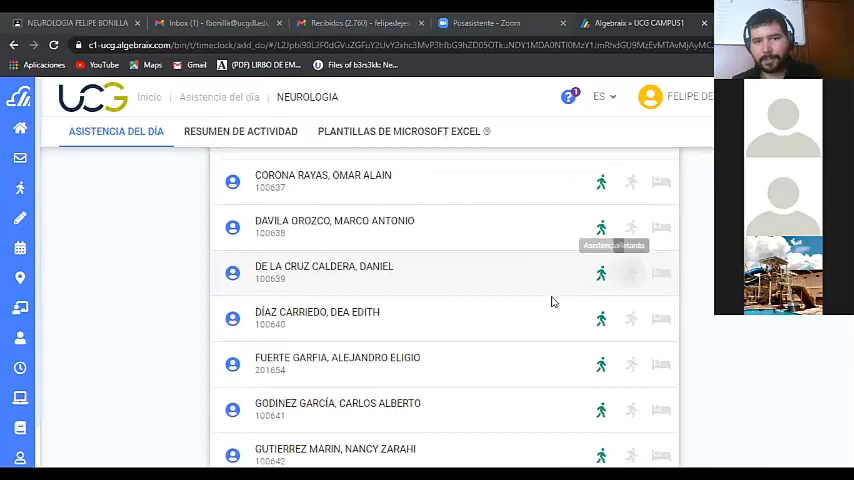 NEUROLOGIA FELIPE BONILLA
Inbox (1) - fbonilla@ucgdl.edu
Recibidos (2.760) - felipedejes
Posasistente - Zoom
Algebraix » UCG CAMPUS1
Aplicaciones
YouTube
Maps
Gmail
(PDF) LIRBO DE EM...
Files of b3rs3kk: Ne...
UCG
Inicio
Asistencia del día
NEUROLOGIA
? 1
ES
FELIPE DE
ASISTENCIA DEL DÍA
RESUMEN DE ACTIVIDAD
PLANTILLAS DE MICROSOFT EXCEL ®
CORONA RAYAS, OMAR ALAIN
100637
DAVILA OROZCO, MARCO ANTONIO
100638
Asistencia
Retardo
DE LA CRUZ CALDERA, DANIEL
100639
DÍAZ CARRIEDO, DEA EDITH
100640
FUERTE GARFIA, ALEJANDRO ELIGIO
201654
GODINEZ GARCÍA, CARLOS ALBERTO
100641
GUTIERREZ MARIN, NANCY ZARAHI
100642